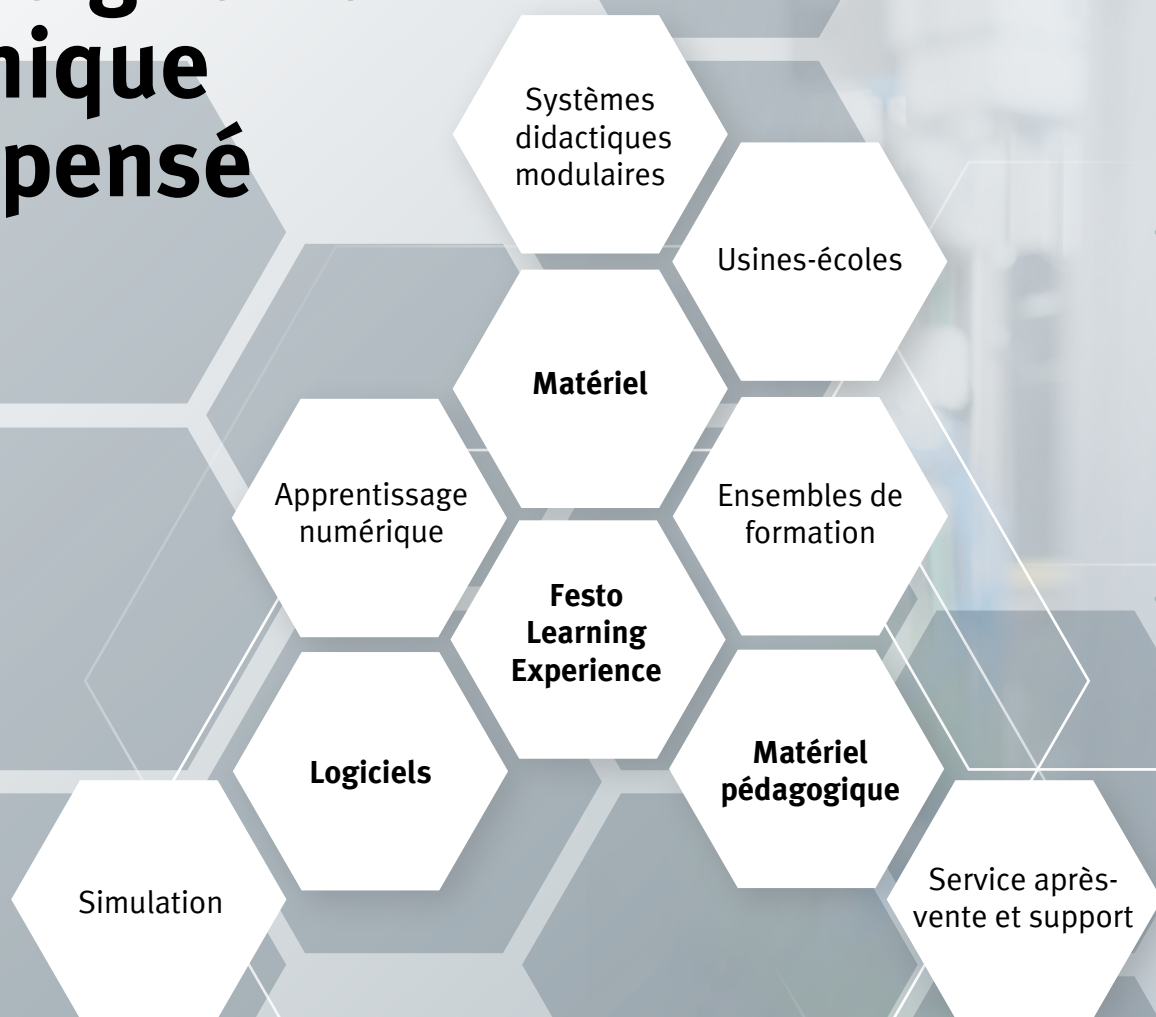 nique
pensé
Systèmes
didactiques
modulaires
Usines-écoles
Matériel
Apprentissage
numérique
Ensembles de
formation
Festo
Learning
Experience
Logiciels
Matériel
pédagogique
Simulation
Service après-
vente et support